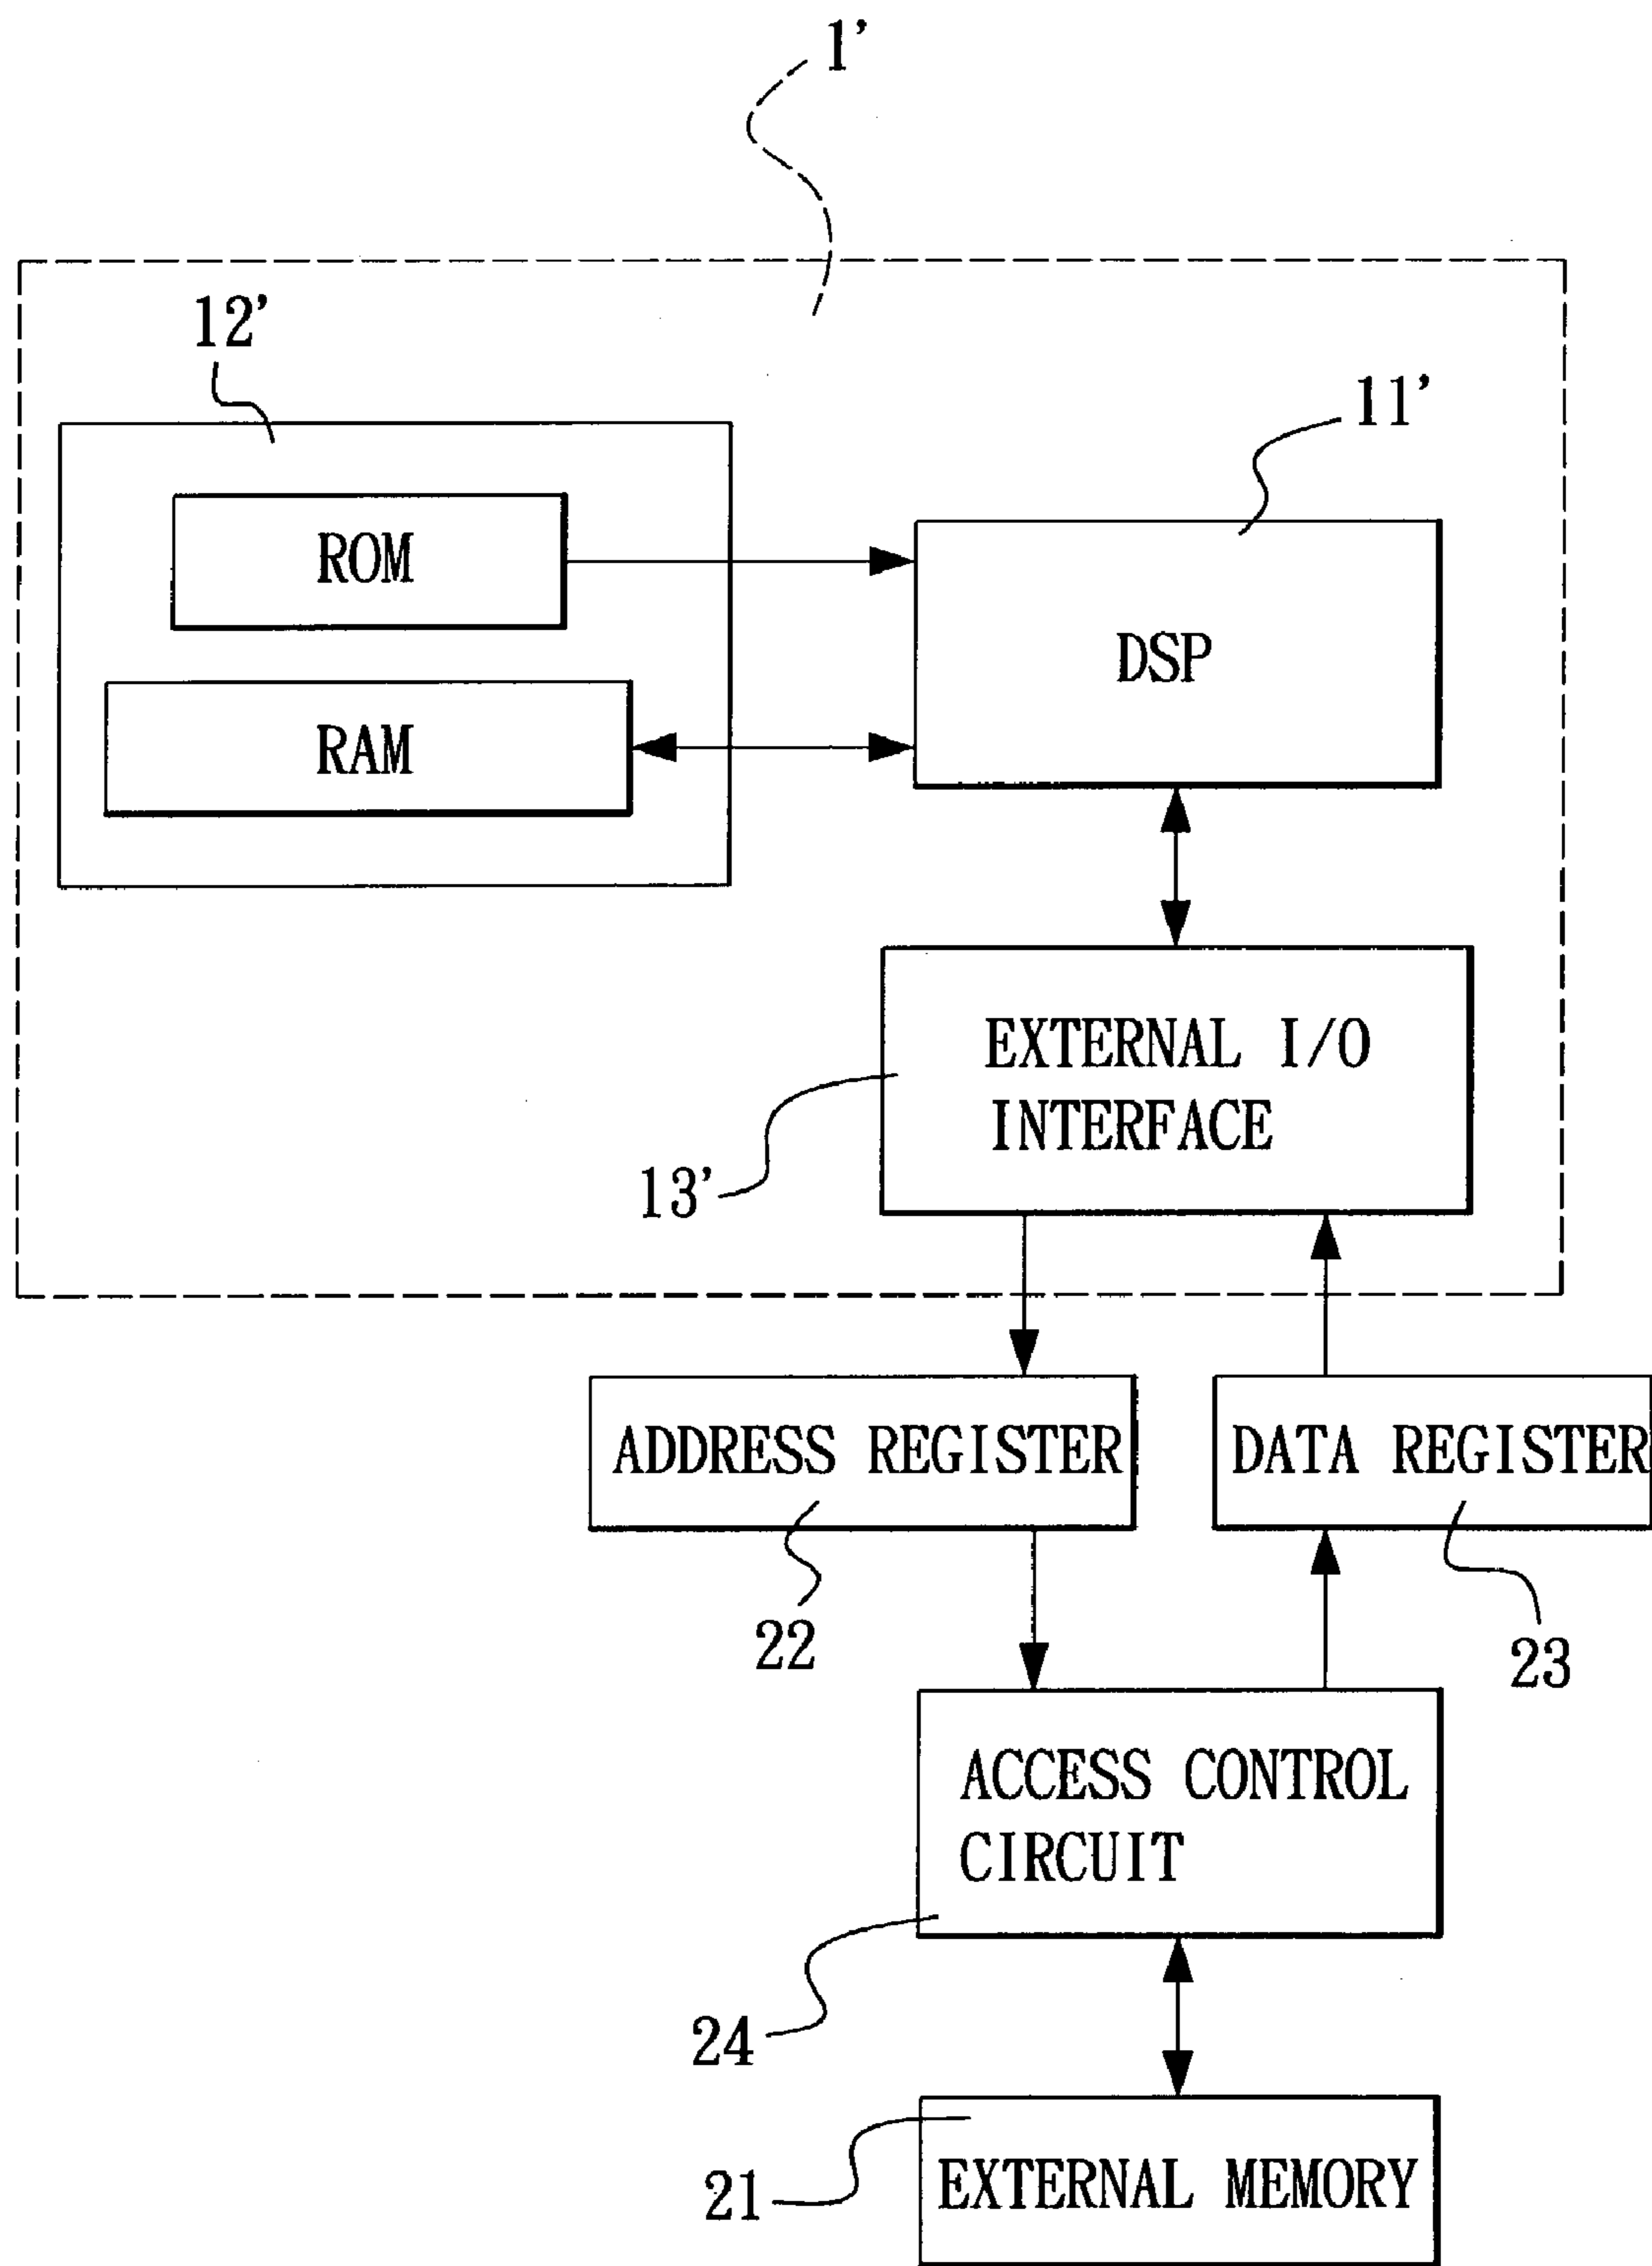 1'
12'
11'
ROM
DSP
RAM
EXTERNAL I/O
INTERFACE
13'
ADDRESS REGISTER
DATA REGISTER
22
23
ACCESS CONTROL
CIRCUIT
24
21
EXTERNAL MEMORY